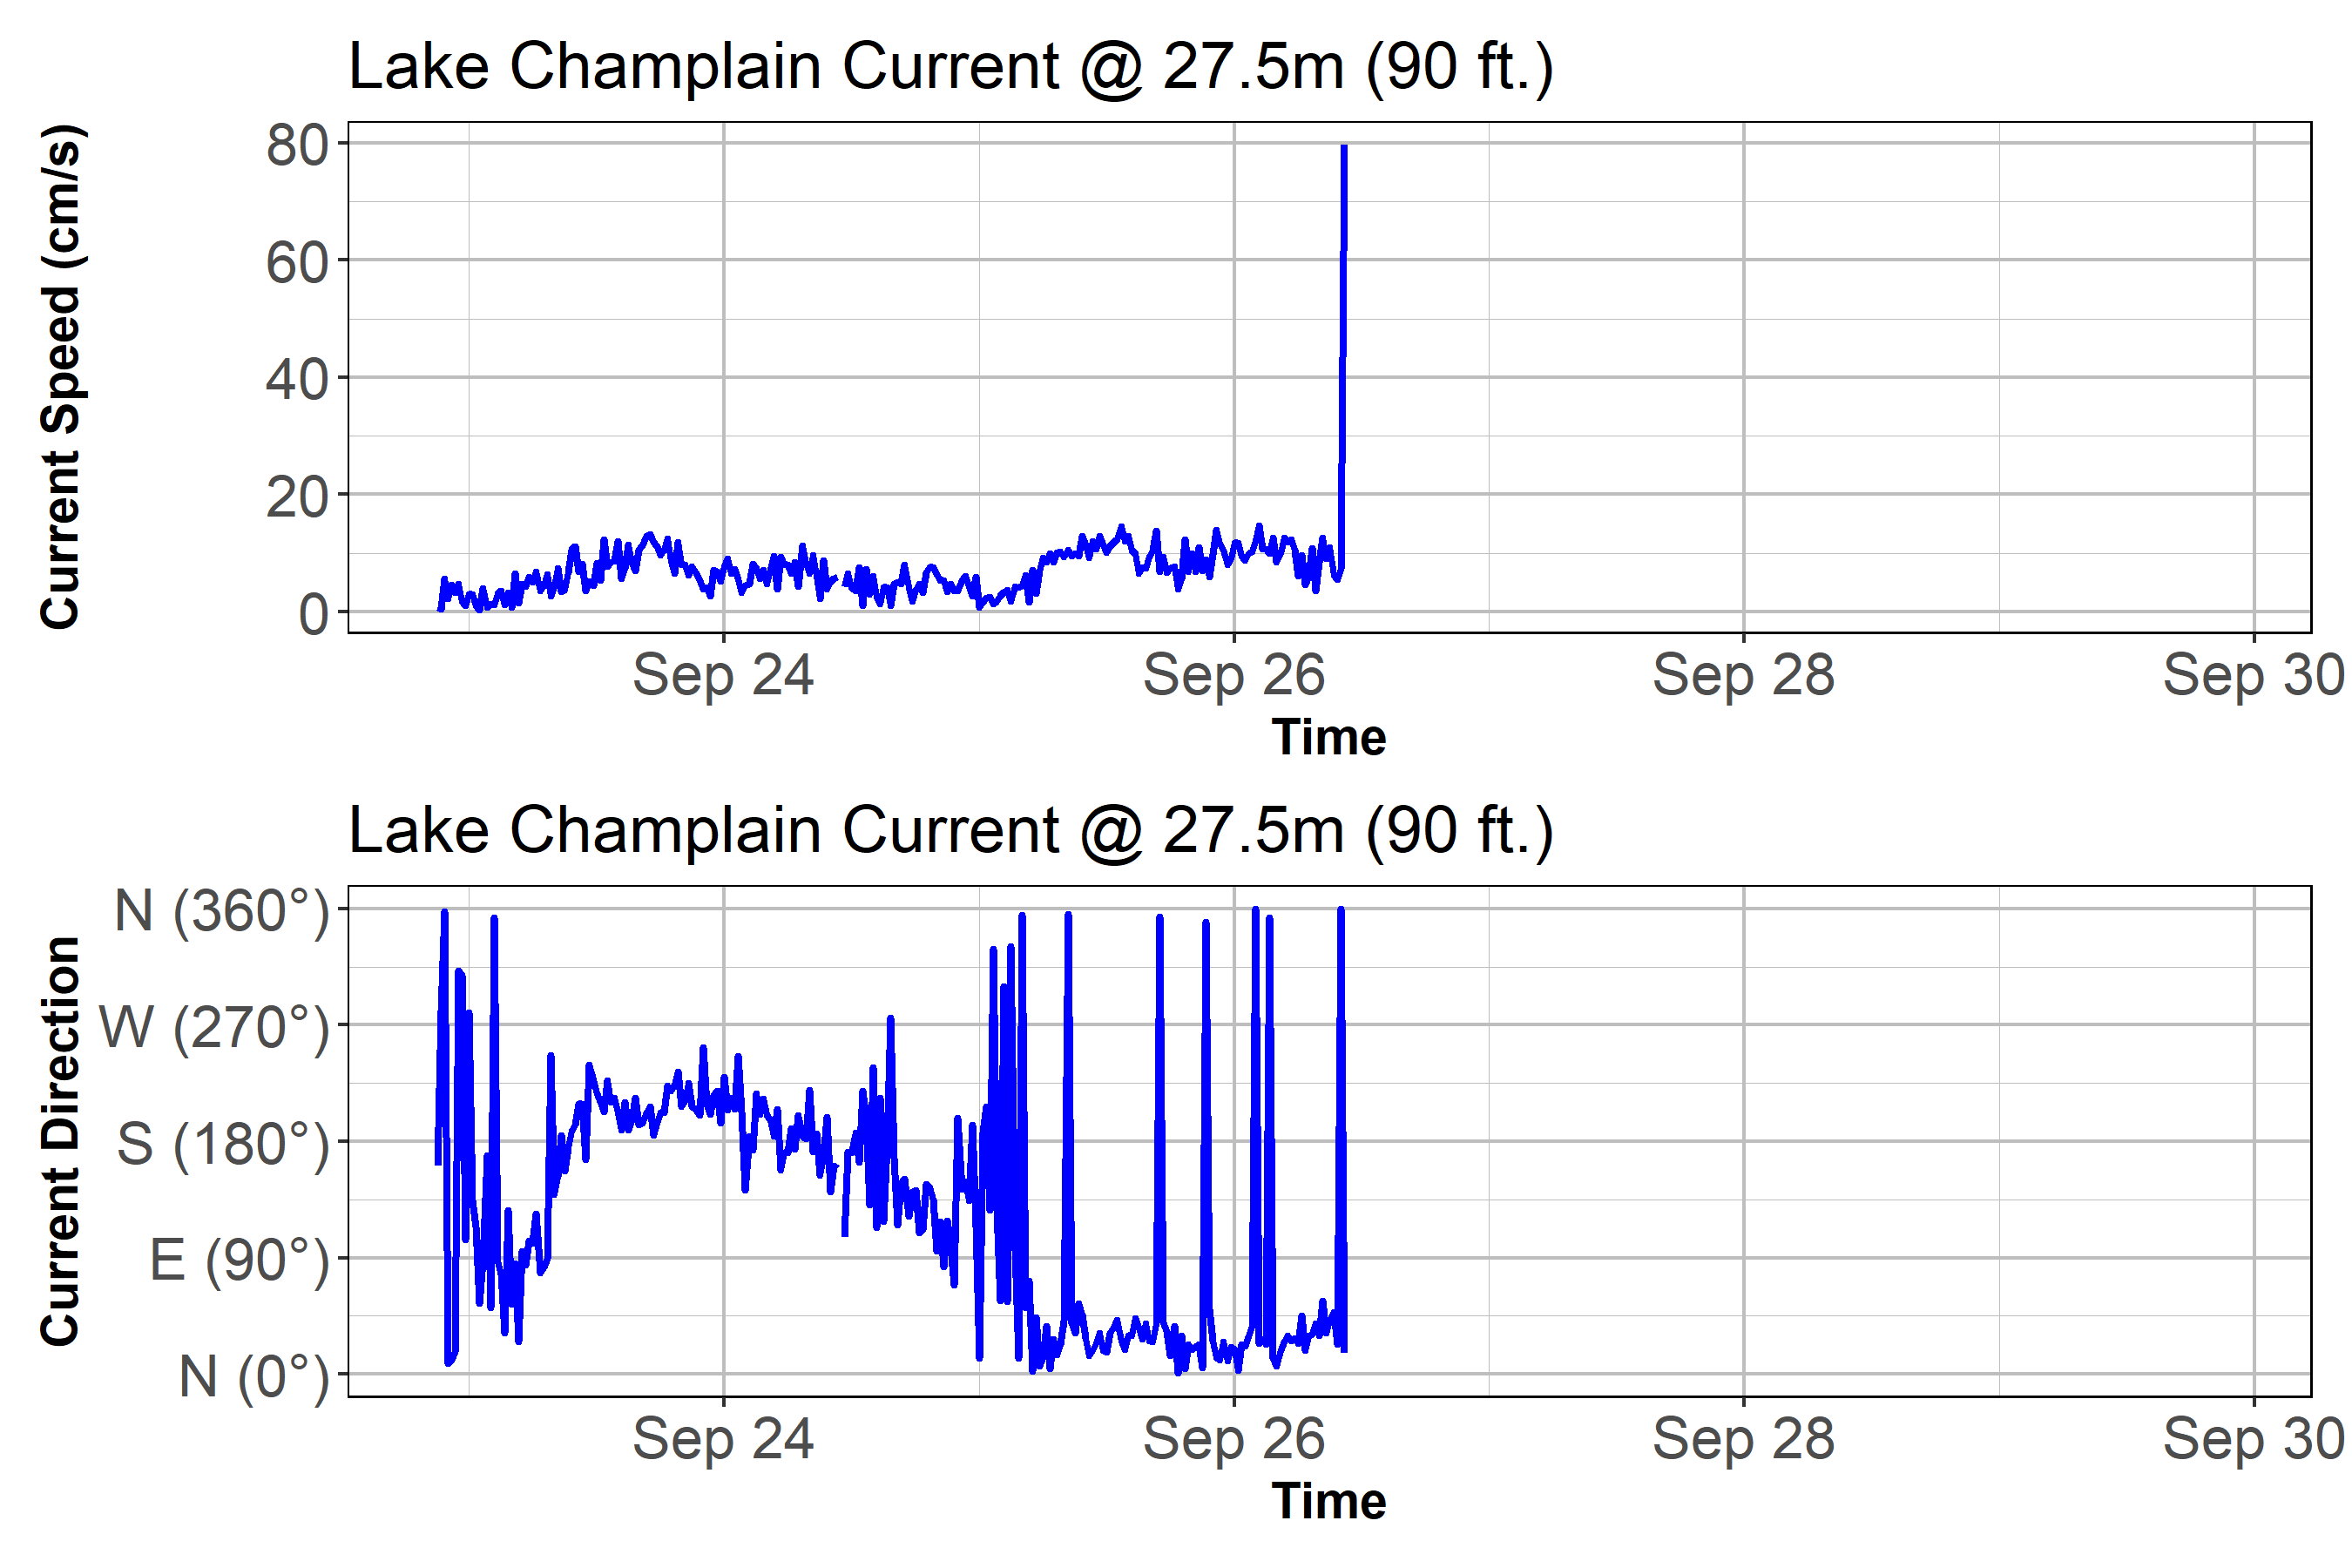 Lake Champlain Current @ 27.5m (90 ft.)
Current Speed (cm/s)
80
60
40
20
0
Sep 24 Sep 26 Sep 28 Sep 30
Time
Lake Champlain Current @ 27.5m (90 ft.)
Current Direction
N (360°)
W (270°)
S (180°)
E (90°)
N (0°)
Sep 24 Sep 26 Sep 28 Sep 30
Time